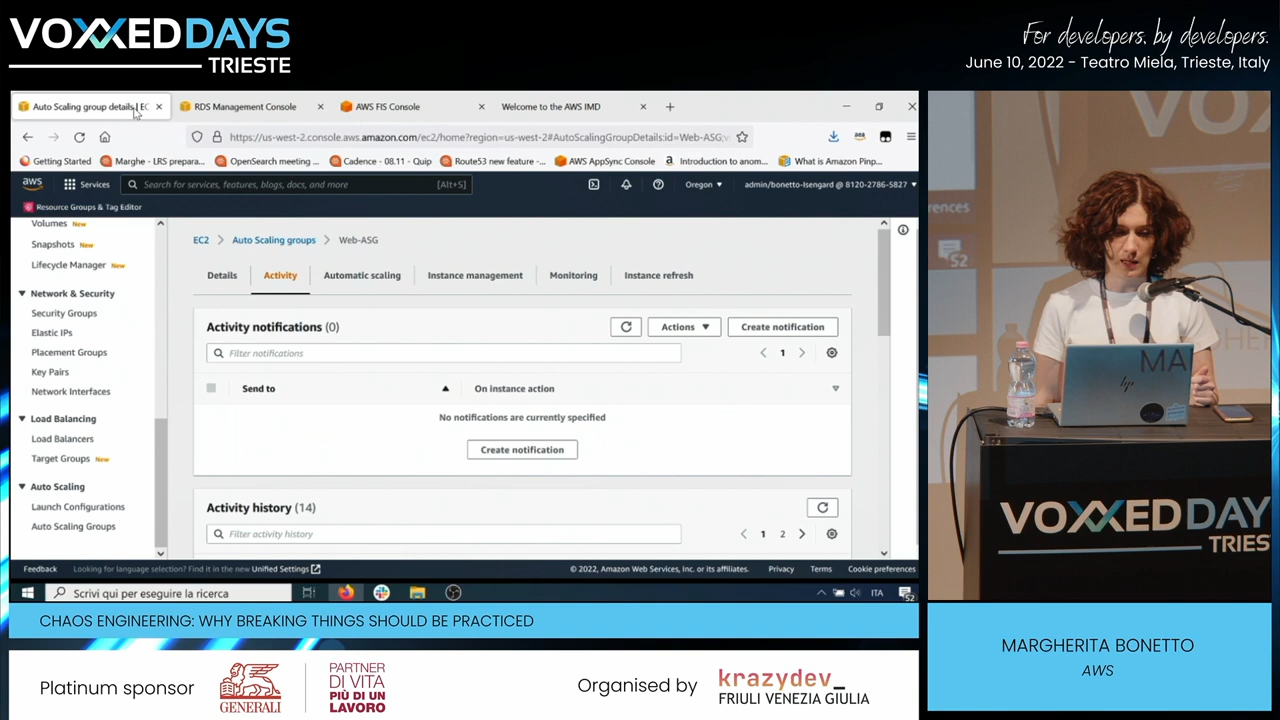 VOXXEDDAYS
TRIESTE
For developers, by developers.
June 10, 2022 - Teatro Miela, Trieste, Italy
Auto Scaling group details | EC
RDS Management Console
AWS FIS Console
Welcome to the AWS IMD
https://us-west-2.console.aws.amazon.com/ec2/home?region=us-west-2#AutoScalingGroupDetails:id=Web-ASG;
Getting Started
Marghe - LRS prepara...
OpenSearch meeting ...
Cadence - 08.11 - Quip
Route53 new feature -...
AWS AppSync Console
Introduction to anom...
What is Amazon Pinp...
aws
Services
Search for services, features, blogs, docs, and more
[Alt+S]
Oregon
admin/bonetto-Isengard @ 8120-2786-5827
Resource Groups & Tag Editor
Volumes New
Snapshots New
Lifecycle Manager New
Network & Security
Security Groups
Elastic IPs
Placement Groups
Key Pairs
Network Interfaces
Load Balancing
Load Balancers
Target Groups New
Auto Scaling
Launch Configurations
Auto Scaling Groups
EC2
Auto Scaling groups
Web-ASG
Details
Activity
Automatic scaling
Instance management
Monitoring
Instance refresh
Activity notifications (0)
Actions
Create notification
Filter notifications
1
Send to
On instance action
No notifications are currently specified
Create notification
Activity history (14)
Filter activity history
1 2
Feedback
Looking for language selection? Find it in the new Unified Settings
© 2022, Amazon Web Services, Inc. or its affiliates.
Privacy
Terms
Cookie preferences
Scrivi qui per eseguire la ricerca
ITA
52
rences
52
MA
hp
VOXXEDDAY
TRIES
CHAOS ENGINEERING: WHY BREAKING THINGS SHOULD BE PRACTICED
MARGHERITA BONETTO
AWS
Platinum sponsor
GENERALI
PARTNER
DI VITA
PIÙ DI UN
LAVORO
Organised by
krazydev_
FRIULI VENEZIA GIULIA